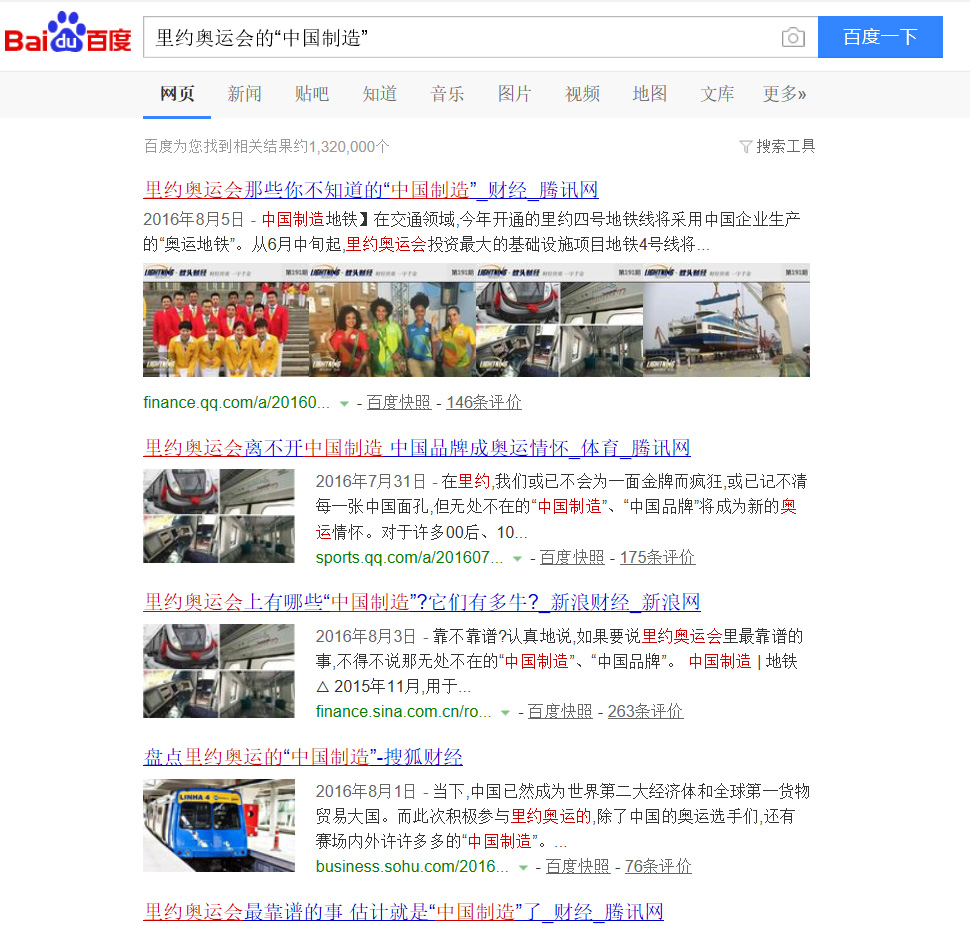 Bai du 百度
里约奥运会的“中国制造”
百度一下
网页 新闻 贴吧 知道 音乐 图片 视频 地图 文库 更多»
百度为您找到相关结果约1,320,000个
搜索工具
里约奥运会那些你不知道的“中国制造”_财经_腾讯网
2016年8月5日 - 中国制造地铁】在交通领域,今年开通的里约四号地铁线将采用中国企业生产
的“奥运地铁”。从6月中旬起,里约奥运会投资最大的基础设施项目地铁4号线将...
第191期 第191期 第191期 第191期
finance.qq.com/a/20160... - 百度快照 - 146条评价
里约奥运会离不开中国制造 中国品牌成奥运情怀_体育_腾讯网
2016年7月31日 - 在里约,我们或已不会为一面金牌而疯狂,或已记不清
每一张中国面孔,但无处不在的“中国制造”、“中国品牌”将成为新的奥
运情怀。对于许多00后、10...
sports.qq.com/a/201607... - 百度快照 - 175条评价
里约奥运会上有哪些“中国制造”?它们有多牛?_新浪财经_新浪网
2016年8月3日 - 靠不靠谱?认真地说,如果要说里约奥运会里最靠谱的
事,不得不说那无处不在的“中国制造”、“中国品牌”。 中国制造 | 地铁
△ 2015年11月,用于...
finance.sina.com.cn/ro... - 百度快照 - 263条评价
盘点里约奥运的“中国制造”-搜狐财经
LINHA 4
2016年8月1日 - 当下,中国已然成为世界第二大经济体和全球第一货物
贸易大国。而此次积极参与里约奥运的,除了中国的奥运选手们,还有
赛场内外许许多多的“中国制造”。...
business.sohu.com/2016... - 百度快照 - 76条评价
里约奥运会最靠谱的事 估计就是“中国制造”了_财经_腾讯网